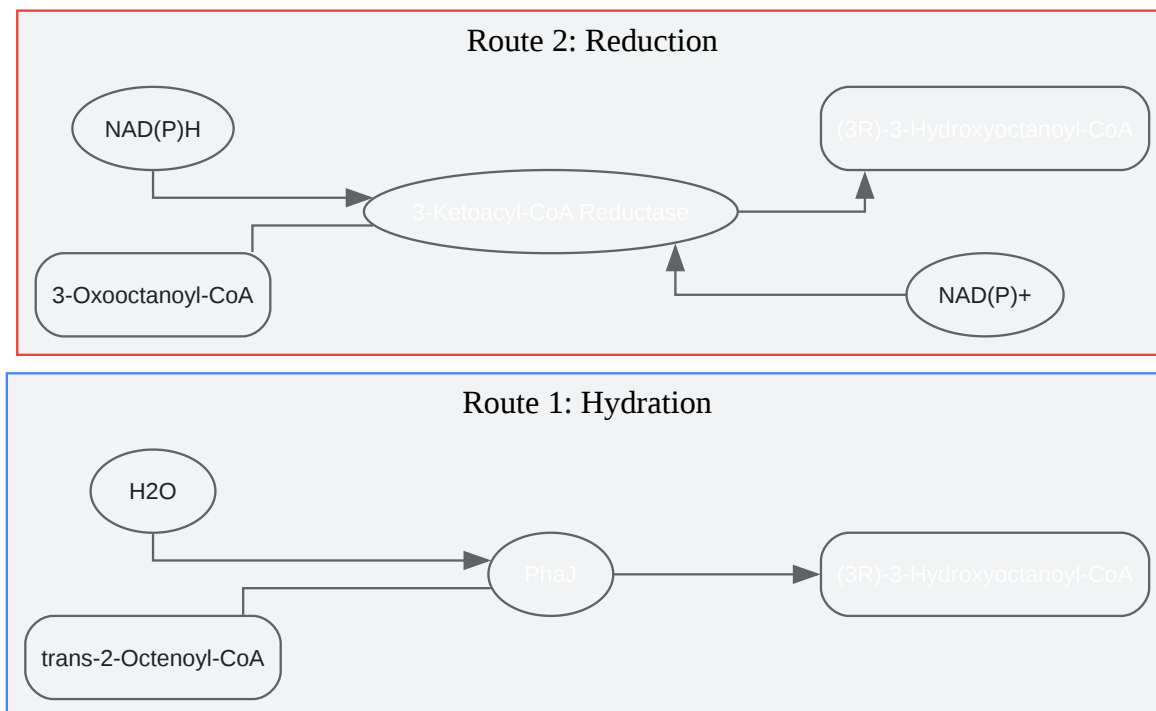 Route 2: Reduction
NAD(P)H
(3R)-3-Hydroxyoctanoyl-CoA
3-Ketoacyl-CoA Reductase
3-Oxooctanoyl-CoA
NAD(P)+
Route 1: Hydration
H2O
PhaJ
(3R)-3-Hydroxyoctanoyl-CoA
trans-2-Octenoyl-CoA